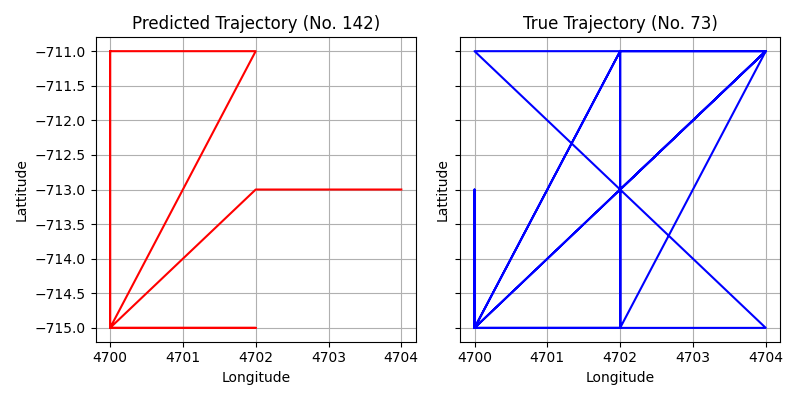 Predicted Trajectory (No. 142)
True Trajectory (No. 73)
−711.0
−711.5
−712.0
−712.5
−713.0
−713.5
−714.0
−714.5
−715.0
Lattitude
Lattitude
4700 4701 4702 4703 4704
4700 4701 4702 4703 4704
Longitude
Longitude